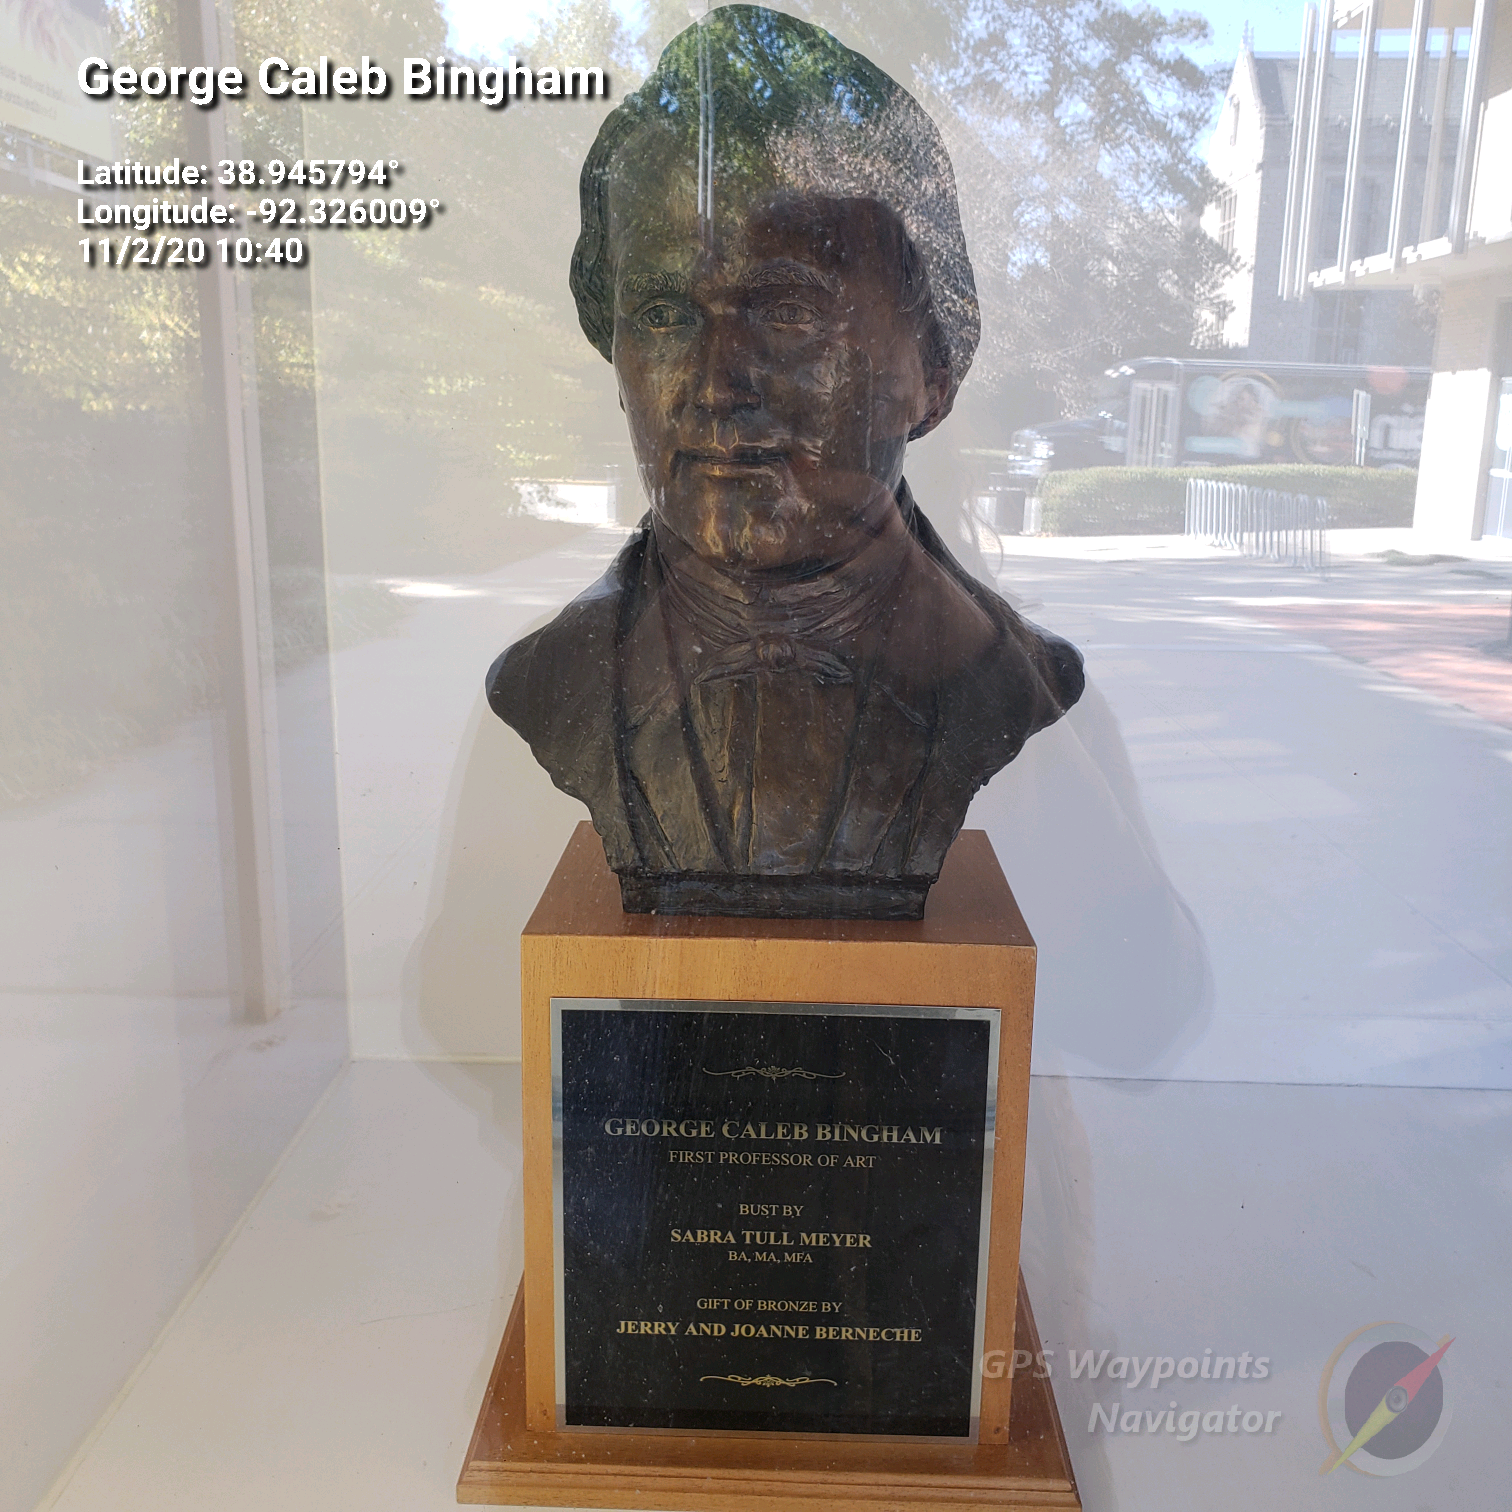 George Caleb Bingham
Latitude: 38.945794°
Longitude: -92.326009°
11/2/20 10:40
GEORGE CALEB BINGHAM
FIRST PROFESSOR OF ART
BUST BY
SABRA TULL MEYER
BA, MA, MFA
GIFT OF BRONZE BY
JERRY AND JOANNE BERNECHE
GPS Waypoints
Navigator